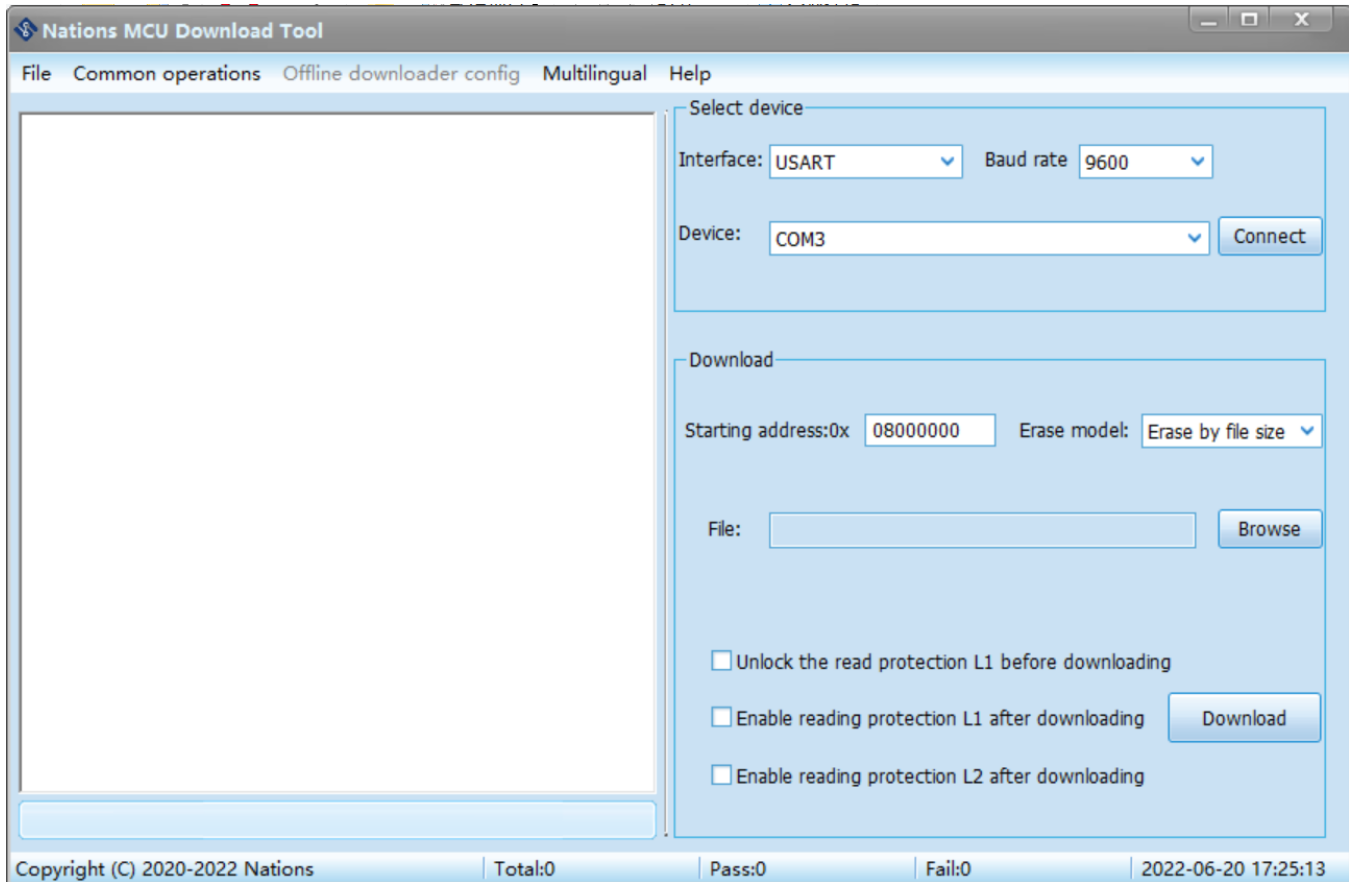 Nations MCU Download Tool
File Common operations Offline downloader config Multilingual Help
Select device
Interface: USART Baud rate 9600
Device: COM3 Connect
Download
Starting address:0x 08000000 Erase model: Erase by file size
File: Browse
Unlock the read protection L1 before downloading
Enable reading protection L1 after downloading Download
Enable reading protection L2 after downloading
Copyright (C) 2020-2022 Nations Total:0 Pass:0 Fail:0 2022-06-20 17:25:13